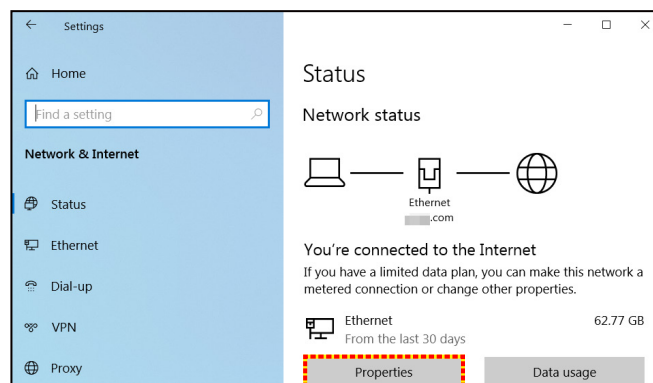 Settings
Home
Find a setting
Network & Internet
Status
Ethernet
Dial-up
VPN
Proxy
Status
Network status
Ethernet
.com
You're connected to the Internet
If you have a limited data plan, you can make this network a
metered connection or change other properties.
Ethernet 62.77 GB
From the last 30 days
Properties Data usage